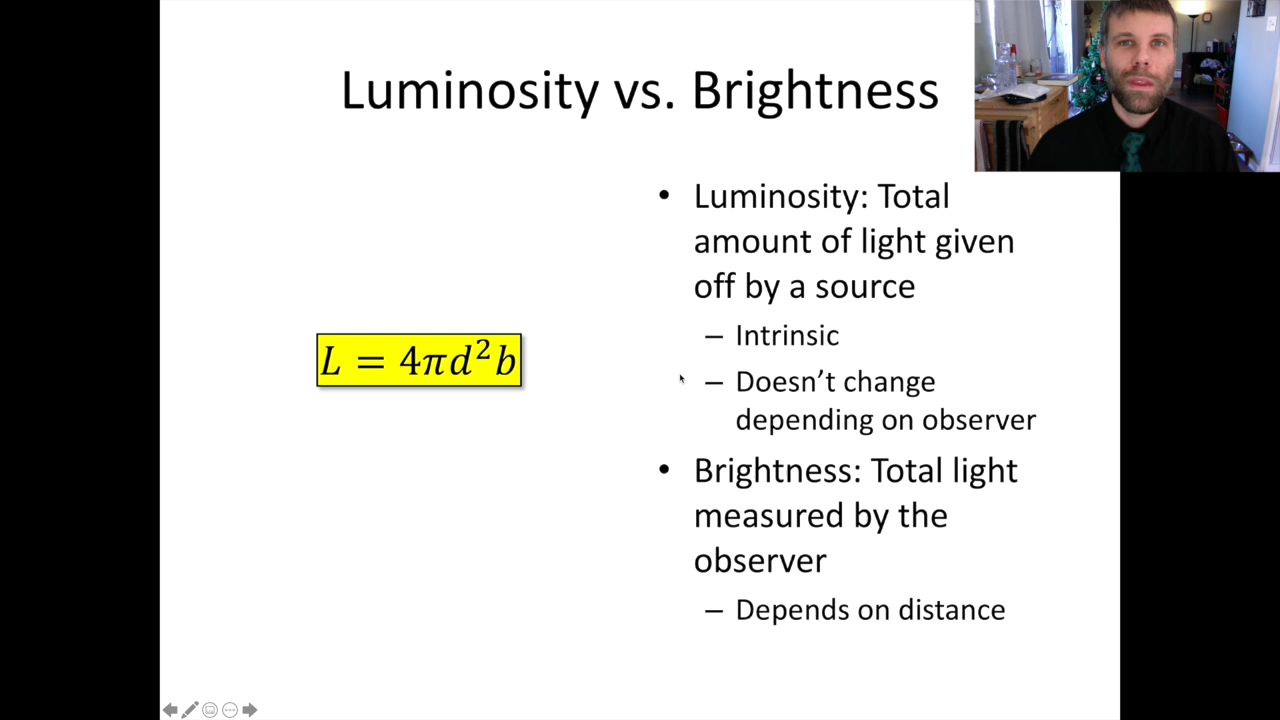 Luminosity vs. Brightness
L = 4πd²b
• Luminosity: Total
amount of light given
off by a source
– Intrinsic
– Doesn’t change
depending on observer
• Brightness: Total light
measured by the
observer
– Depends on distance